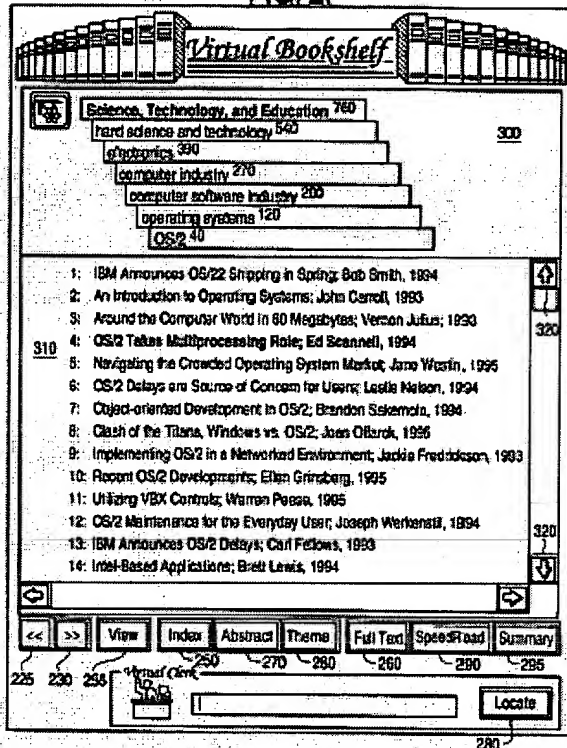 Virtual Bookshelf
Science, Technology, and Education 760
hard science and technology 540
300
electronics 390
computer industry 270
computer software industry 200
operating systems 120
OS/2 40
1: IBM Announces OS/22 Shipping in Spring; Bob Smith, 1994
2: An Introduction to Operating Systems; John Carroll, 1993
3: Around the Computer World in 60 Megabytes; Vernon Julius; 1993
320
310
4: OS/2 Takes Multiprocessing Role; Ed Scannell, 1994
5: Navigating the Crowded Operating System Market; Jane Westin, 1995
6: OS/2 Delays are Source of Concern for Users; Leslie Nelson, 1994
7: Object-oriented Development in OS/2; Brandon Sakemoto, 1994
8: Clash of the Titans, Windows vs. OS/2; Joan 1995
9: Implementing OS/2 in a Networked Environment; Jackie Fredrickson, 1993
10: Recent OS/2 Developments; Ellen Grinsberg, 1995
11: Utilizing VBX Controls; Warren Pease, 1995
12: OS/2 Maintenance for the Everyday User; Joseph 1994
320
13: IBM Announces OS/2 Delays; Carl Fellows, 1993
14: Intel-Based Applications; Brett Lewis, 1994
<< >> View Index Abstract Theme Full Text SpeedRead Summary
225 230 255 250 270 280 260 290 295
Virtual Clerk
Locate
280